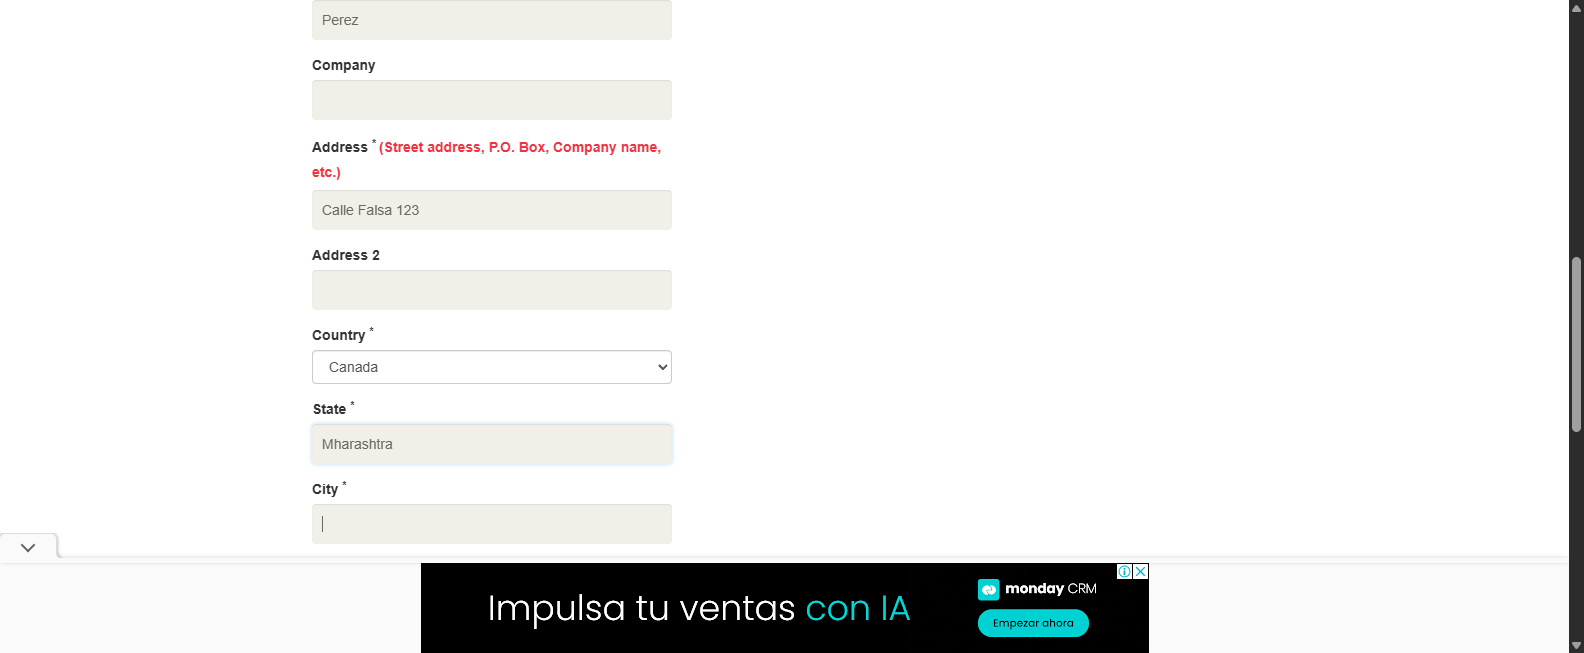 Perez
Company
Address * (Street address, P.O. Box, Company name,
etc.)
Calle Falsa 123
Address 2
Country *
Canada
State *
Mharashtra
City *
Impulsa tu ventas con IA
monday CRM
Empezar ahora